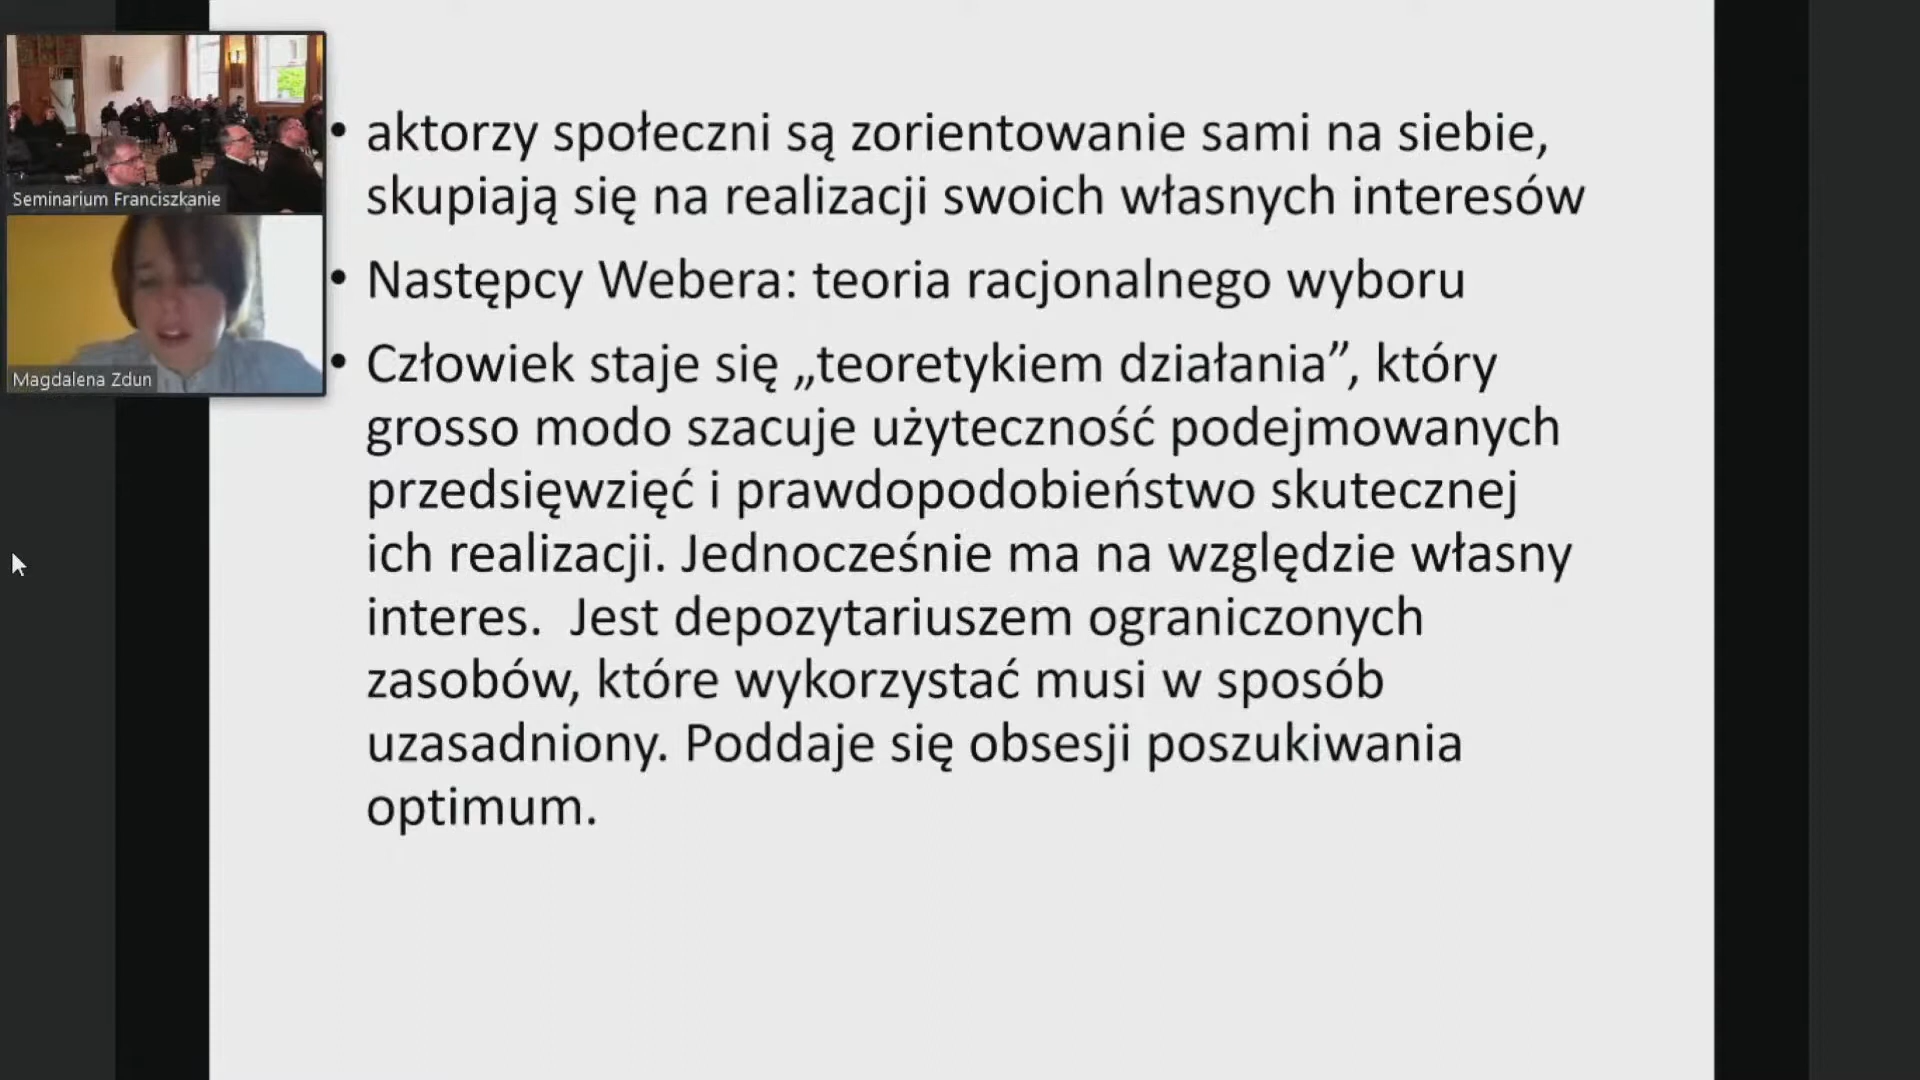 Seminarium Franciszkanie
Magdalena Zdun
• aktorzy społeczni są zorientowanie sami na siebie,
skupiają się na realizacji swoich własnych interesów
• Następcy Webera: teoria racjonalnego wyboru
• Człowiek staje się „teoretykiem działania”, który
grosso modo szacuje użyteczność podejmowanych
przedsięwzięć i prawdopodobieństwo skutecznej
ich realizacji. Jednocześnie ma na względzie własny
interes.  Jest depozytariuszem ograniczonych
zasobów, które wykorzystać musi w sposób
uzasadniony. Poddaje się obsesji poszukiwania
optimum.